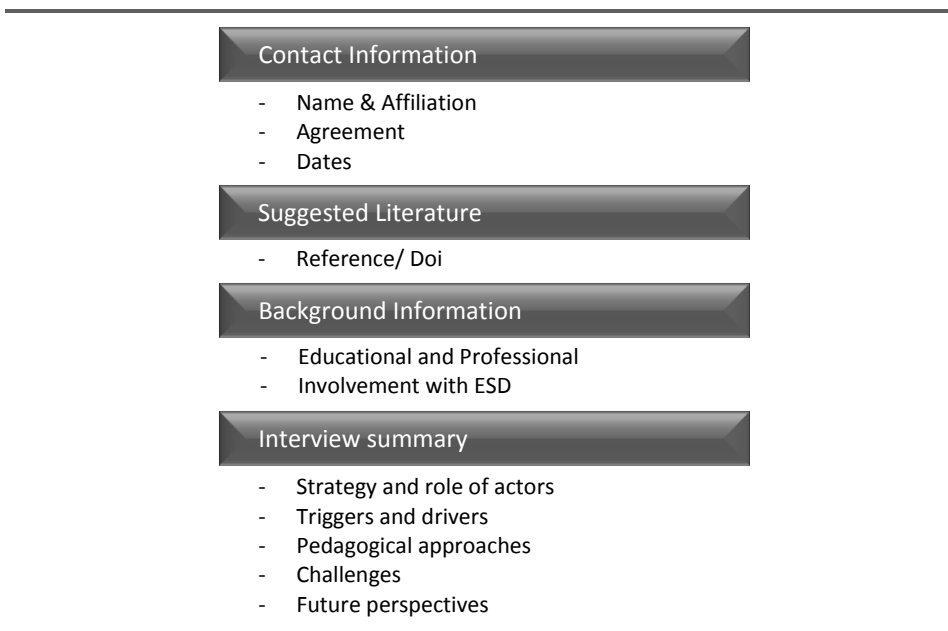 Contact Information
- Name & Affiliation
- Agreement
- Dates
Suggested Literature
- Reference/ Doi
Background Information
- Educational and Professional
- Involvement with ESD
Interview summary
- Strategy and role of actors
- Triggers and drivers
- Pedagogical approaches
- Challenges
- Future perspectives